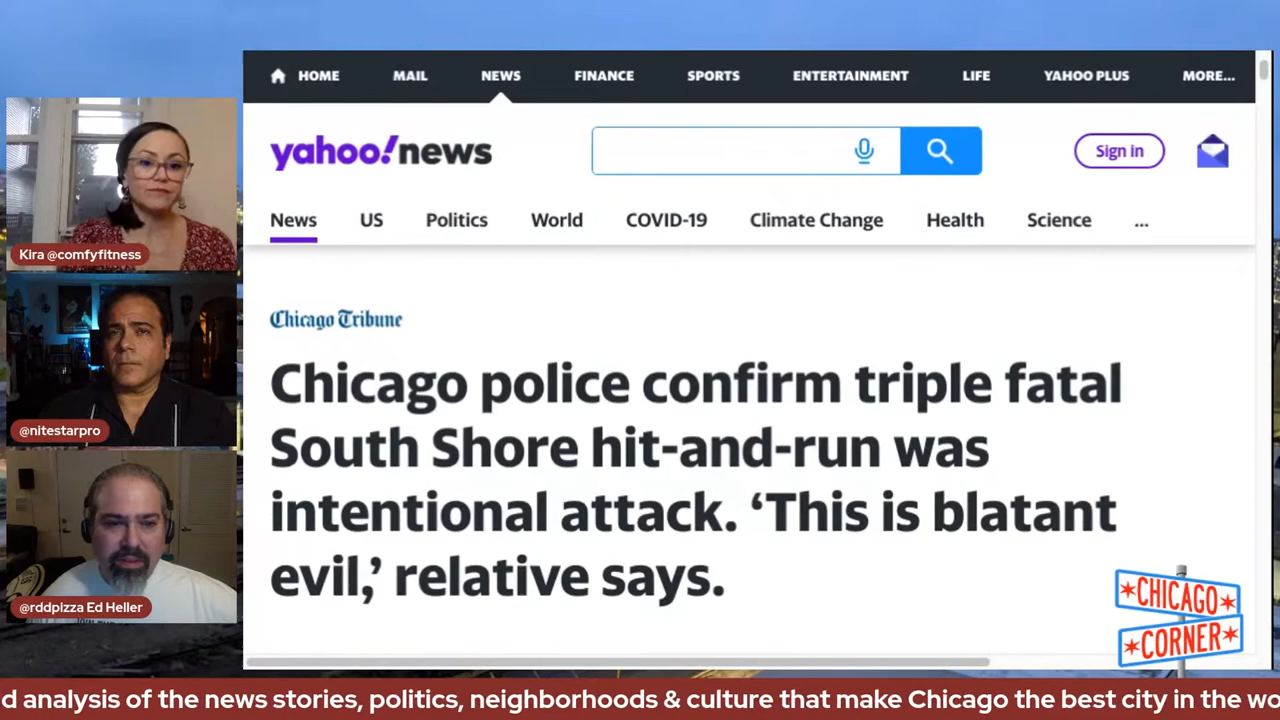 HOME MAIL NEWS FINANCE SPORTS ENTERTAINMENT LIFE YAHOO PLUS MORE...
yahoo!news
Sign in
News US Politics World COVID-19 Climate Change Health Science ...
Chicago Tribune
Chicago police confirm triple fatal
South Shore hit-and-run was
intentional attack. ‘This is blatant
evil,’ relative says.
Kira @comfyfitness
@nitestarpro
@rddpizza Ed Heller
*CHICAGO*
*CORNER*
d analysis of the news stories, politics, neighborhoods & culture that make Chicago the best city in the wo